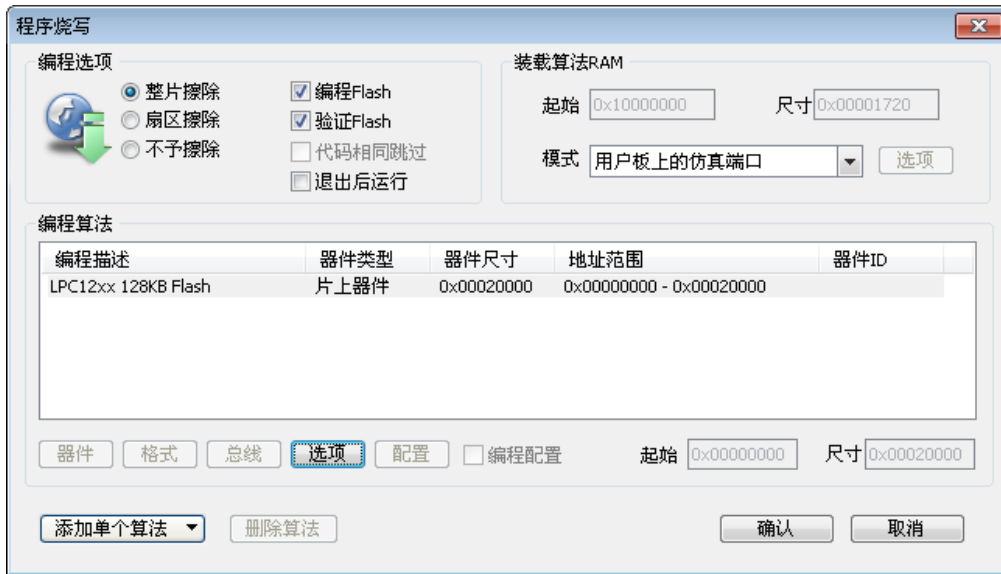 程序烧写
编程选项
整片擦除
扇区擦除
不予擦除
编程Flash
验证Flash
代码相同跳过
退出后运行
装载算法RAM
起始 0x10000000 尺寸 0x00001720
模式 用户板上的仿真端口 选项
编程算法
编程描述 器件类型 器件尺寸 地址范围 器件ID
LPC12xx 128KB Flash 片上器件 0x00020000 0x00000000 - 0x00020000
器件 格式 总线 选项 配置 编程配置 起始 0x00000000 尺寸 0x00020000
添加单个算法 删除算法 确认 取消